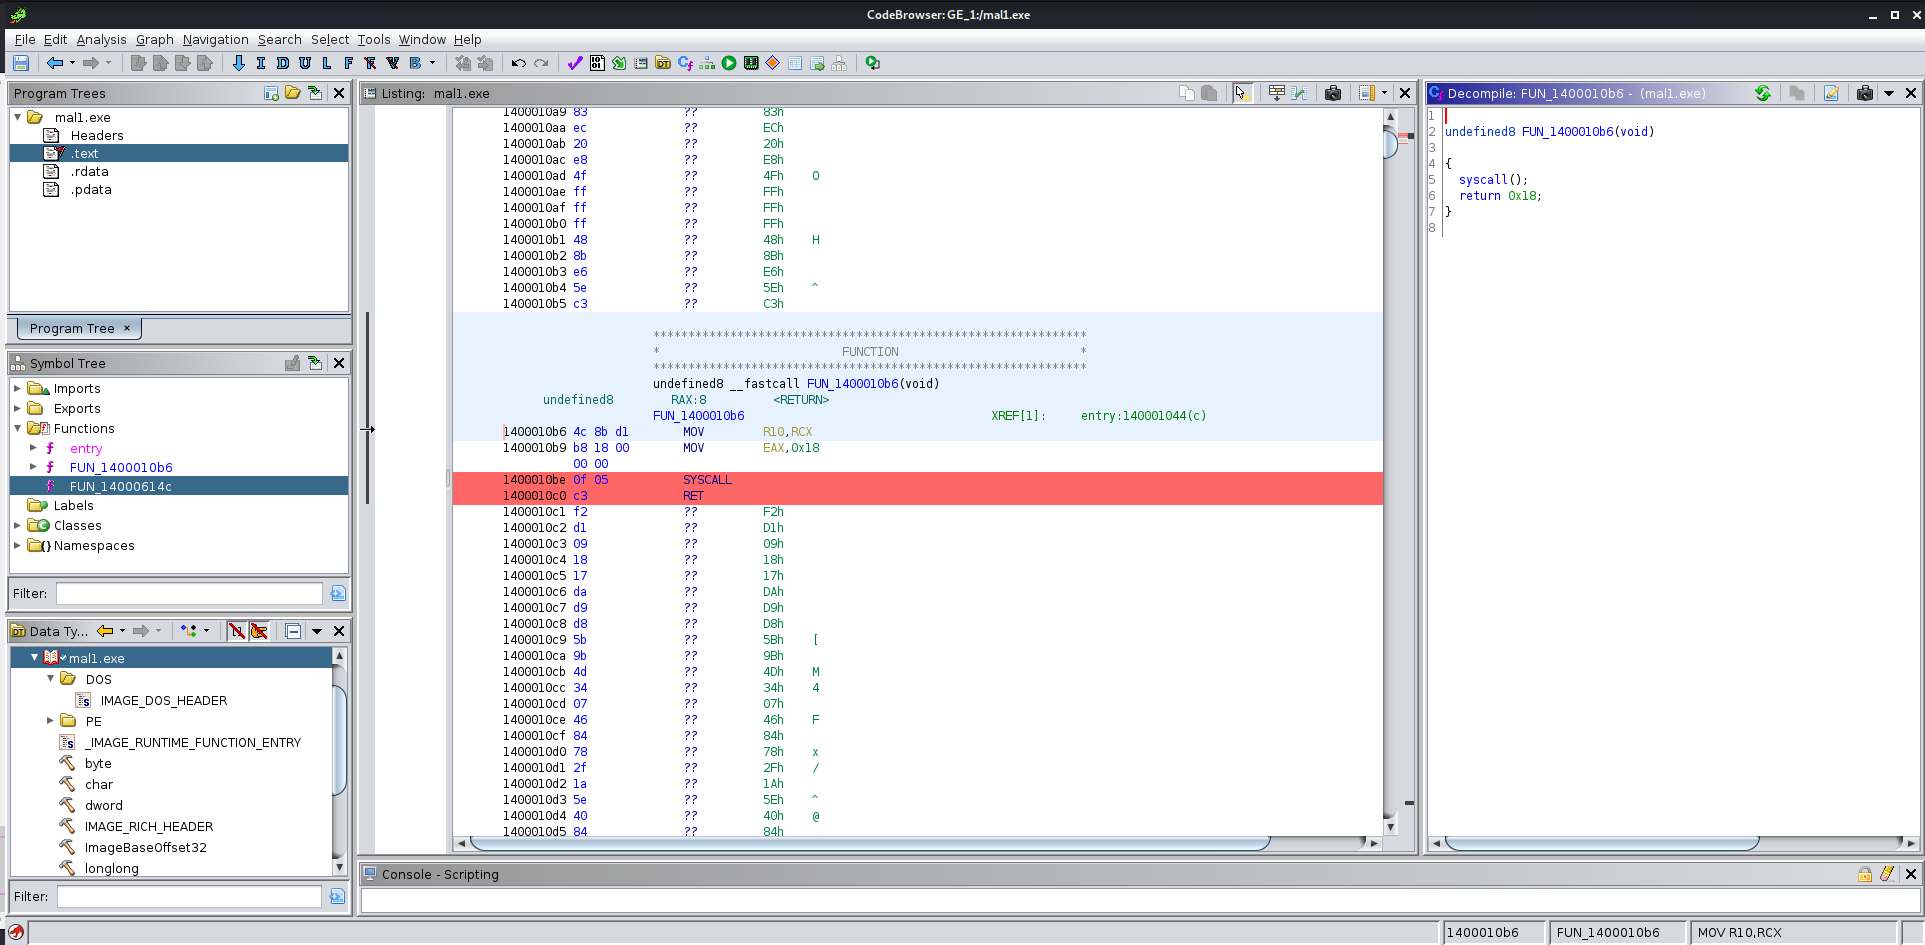 CodeBrowser: GE_1:/mal1.exe
File Edit Analysis Graph Navigation Search Select Tools Window Help
I D U L F B
Program Trees
mal1.exe
Headers
.text
.rdata
.pdata
Program Tree ×
Symbol Tree
Imports
Exports
Functions
f entry
f FUN_1400010b6
f FUN_14000614c
Labels
Classes
Namespaces
Filter:
Data Ty...
mal1.exe
DOS
IMAGE_DOS_HEADER
PE
_IMAGE_RUNTIME_FUNCTION_ENTRY
byte
char
dword
IMAGE_RICH_HEADER
ImageBaseOffset32
longlong
Filter:
Listing: mal1.exe
1400010a9 83 ?? 83h
1400010aa ec ?? ECh
1400010ab 20 ?? 20h
1400010ac e8 ?? E8h
1400010ad 4f ?? 4Fh O
1400010ae ff ?? FFh
1400010af ff ?? FFh
1400010b0 ff ?? FFh
1400010b1 48 ?? 48h H
1400010b2 8b ?? 8Bh
1400010b3 e6 ?? E6h
1400010b4 5e ?? 5Eh ^
1400010b5 c3 ?? C3h
**************************************************************
* FUNCTION *
**************************************************************
undefined8 __fastcall FUN_1400010b6(void)
undefined8 RAX:8 <RETURN>
FUN_1400010b6 XREF[1]: entry:140001044(c)
1400010b6 4c 8b d1 MOV R10,RCX
1400010b9 b8 18 00 MOV EAX,0x18
00 00
1400010be 0f 05 SYSCALL
1400010c0 c3 RET
1400010c1 f2 ?? F2h
1400010c2 d1 ?? D1h
1400010c3 09 ?? 09h
1400010c4 18 ?? 18h
1400010c5 17 ?? 17h
1400010c6 da ?? DAh
1400010c7 d9 ?? D9h
1400010c8 d8 ?? D8h
1400010c9 5b ?? 5Bh [
1400010ca 9b ?? 9Bh
1400010cb 4d ?? 4Dh M
1400010cc 34 ?? 34h 4
1400010cd 07 ?? 07h
1400010ce 46 ?? 46h F
1400010cf 84 ?? 84h
1400010d0 78 ?? 78h x
1400010d1 2f ?? 2Fh /
1400010d2 1a ?? 1Ah
1400010d3 5e ?? 5Eh ^
1400010d4 40 ?? 40h @
1400010d5 84 ?? 84h
Decompile: FUN_1400010b6 - (mal1.exe)
1
2 undefined8 FUN_1400010b6(void)
3
4 {
5 syscall();
6 return 0x18;
7 }
8
Console - Scripting
1400010b6 FUN_1400010b6 MOV R10,RCX